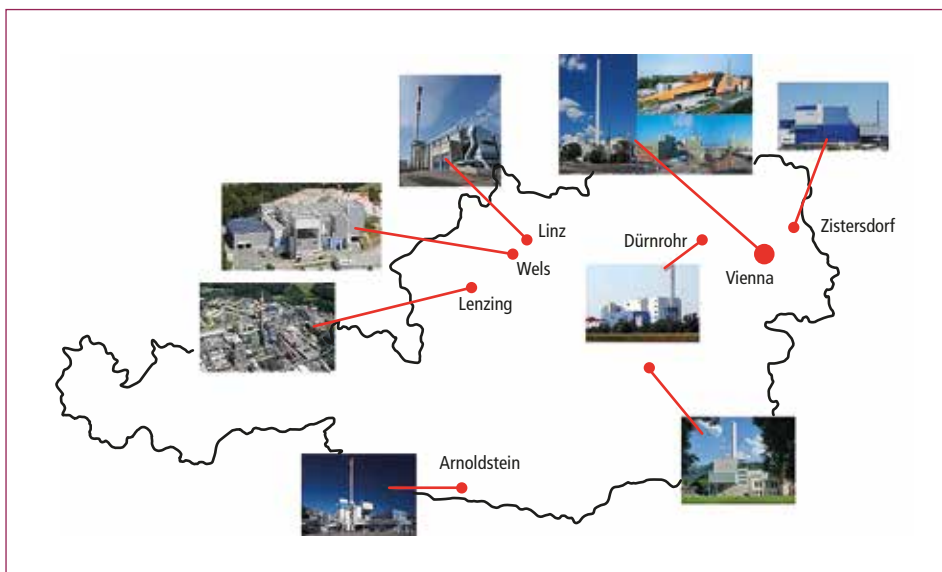 Linz
Wels
Lenzing
Dürnrohr
Vienna
Zistersdorf
Arnoldstein